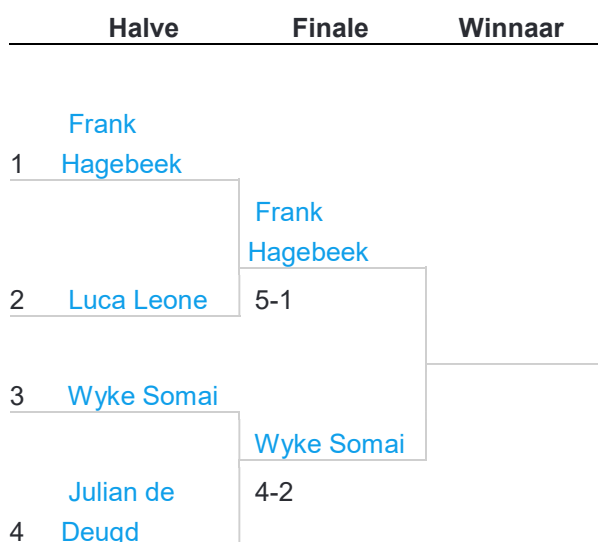 Halve Finale Winnaar
Frank
1 Hagebeek
Frank
Hagebeek
2 Luca Leone 5-1
3 Wyke Somai
Wyke Somai
Julian de 4-2
4 Deugd